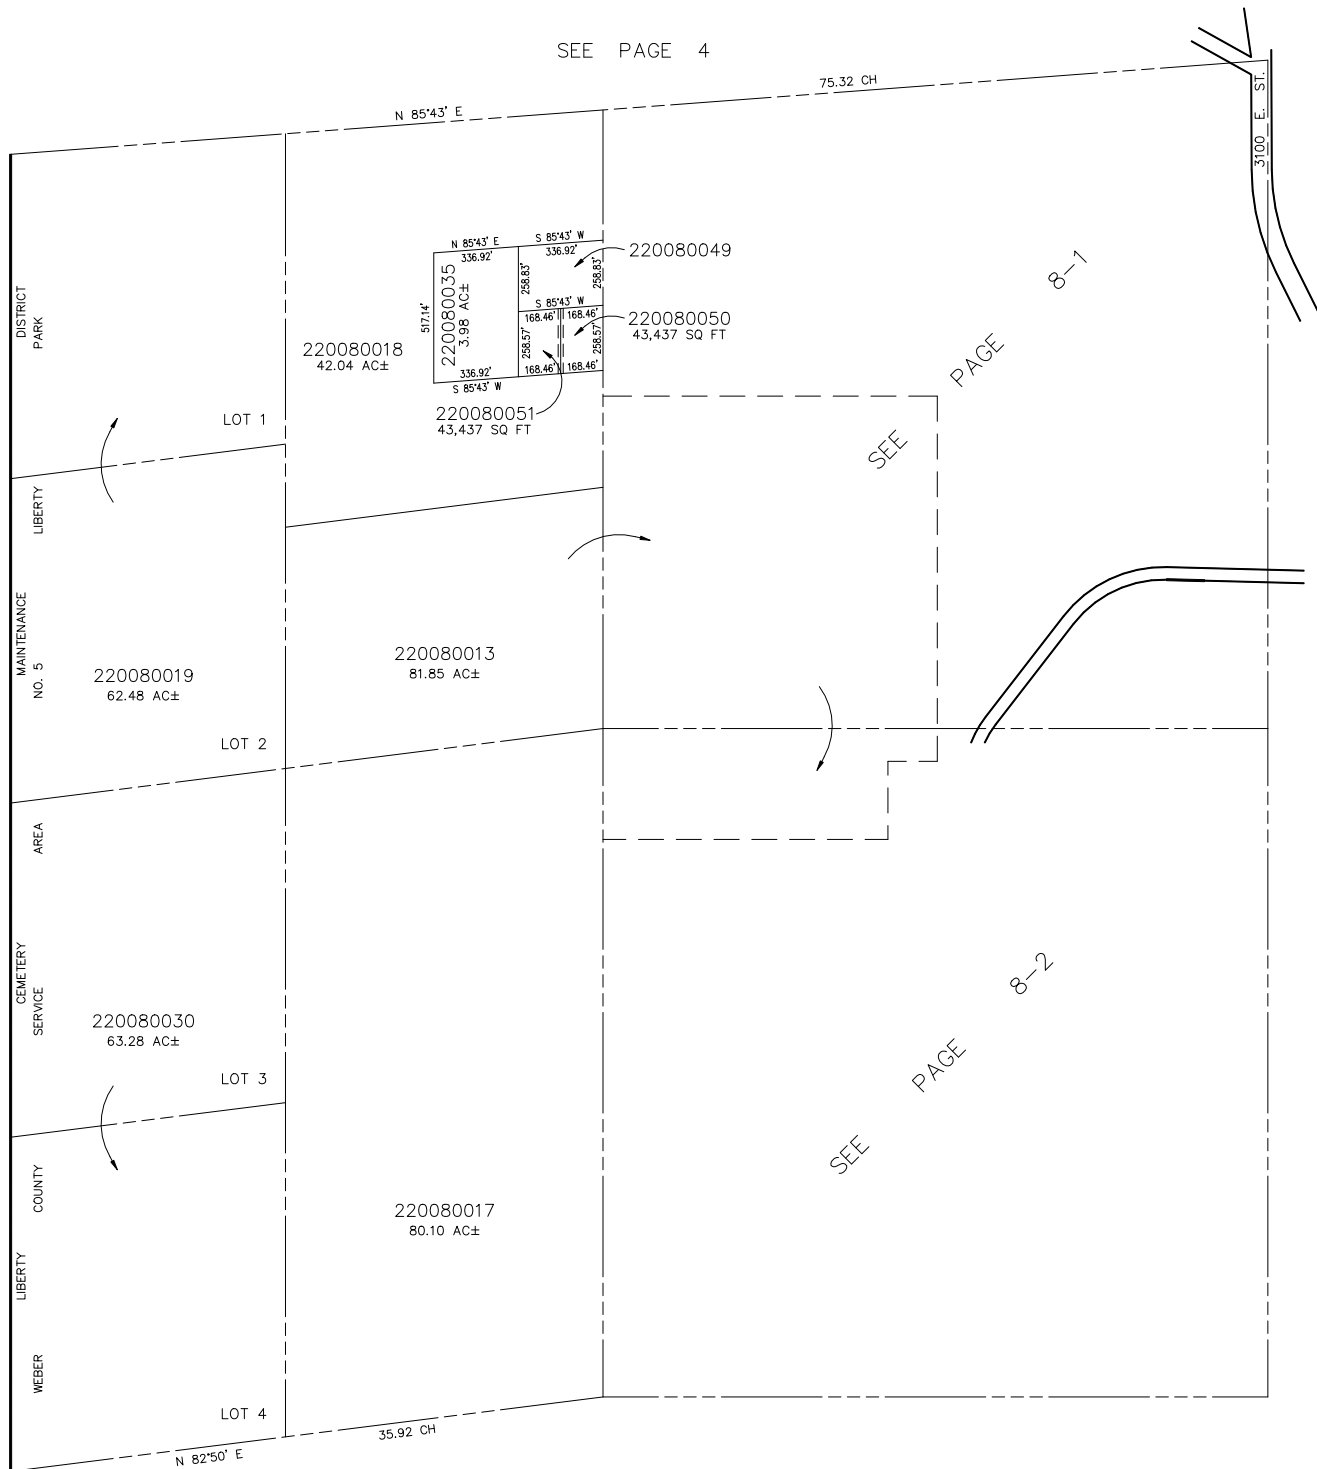 SEE PAGE 4
75.32 CH
N 85°43' E
3100 E. ST.
N 85°43' E
336.92'
S 85°43' W
336.92'
220080049
258.83'
258.83'
517.14'
220080035
3.98 AC±
S 85°43' W
168.46'
168.46'
220080050
43,437 SQ FT
258.57'
258.57'
336.92'
168.46'
168.46'
S 85°43' W
220080051
43,437 SQ FT
220080018
42.04 AC±
LOT 1
SEE PAGE 8-1
DISTRICT
PARK
LIBERTY
MAINTENANCE
NO. 5
220080019
62.48 AC±
LOT 2
220080013
81.85 AC±
AREA
CEMETERY
SERVICE
220080030
63.28 AC±
LOT 3
SEE PAGE 8-2
COUNTY
LIBERTY
WEBER
220080017
80.10 AC±
LOT 4
35.92 CH
N 82°50' E